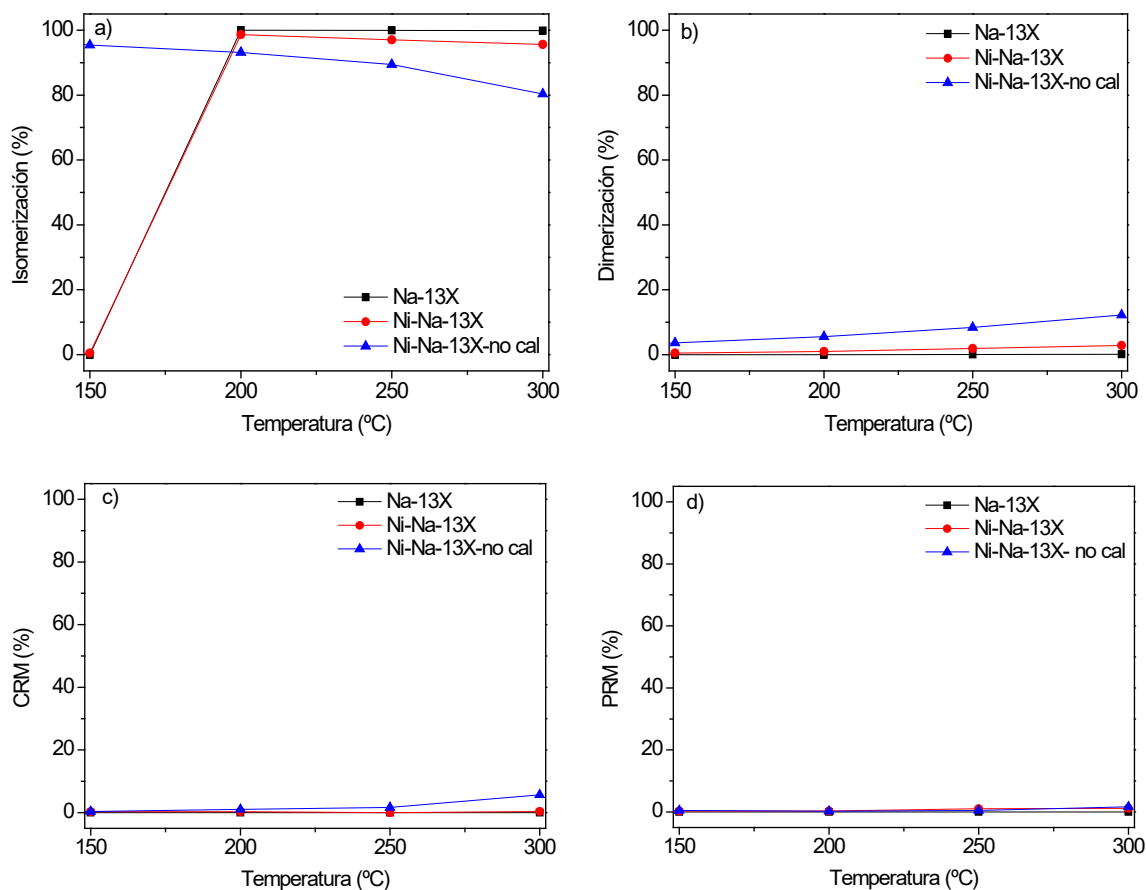 a)
Isomerización (%)
100
80
60
40
20
0
Na-13X
Ni-Na-13X
Ni-Na-13X-no cal
150
200
250
300
Temperatura (ºC)
b)
Dimerización (%)
100
80
60
40
20
0
Na-13X
Ni-Na-13X
Ni-Na-13X-no cal
150
200
250
300
Temperatura (ºC)
c)
CRM (%)
100
80
60
40
20
0
Na-13X
Ni-Na-13X
Ni-Na-13X-no cal
150
200
250
300
Temperatura (ºC)
d)
PRM (%)
100
80
60
40
20
0
Na-13X
Ni-Na-13X
Ni-Na-13X- no cal
150
200
250
300
Temperatura (ºC)